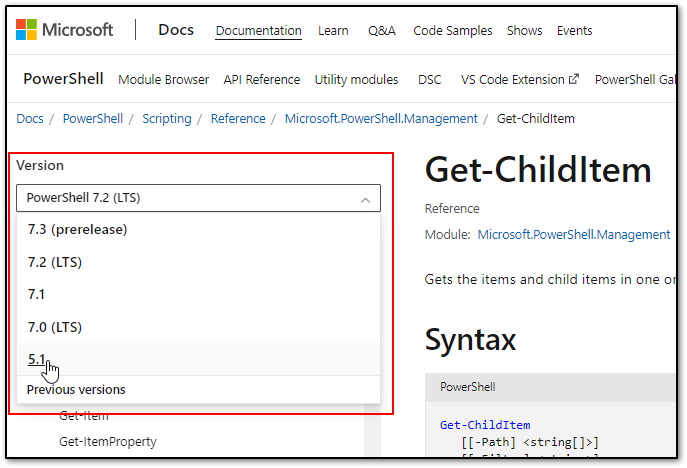 Microsoft Docs Documentation Learn Q&A Code Samples Shows Events
PowerShell Module Browser API Reference Utility modules DSC VS Code Extension PowerShell Gal
Docs / PowerShell / Scripting / Reference / Microsoft.PowerShell.Management / Get-ChildItem
Version
PowerShell 7.2 (LTS)
7.3 (prerelease)
7.2 (LTS)
7.1
7.0 (LTS)
5.1
Previous versions
Get-Item
Get-ItemProperty
Get-ChildItem
Reference
Module: Microsoft.PowerShell.Management
Gets the items and child items in one or
Syntax
PowerShell
Get-ChildItem
[[-Path] <string[]>]
[[-Filter] <string>]